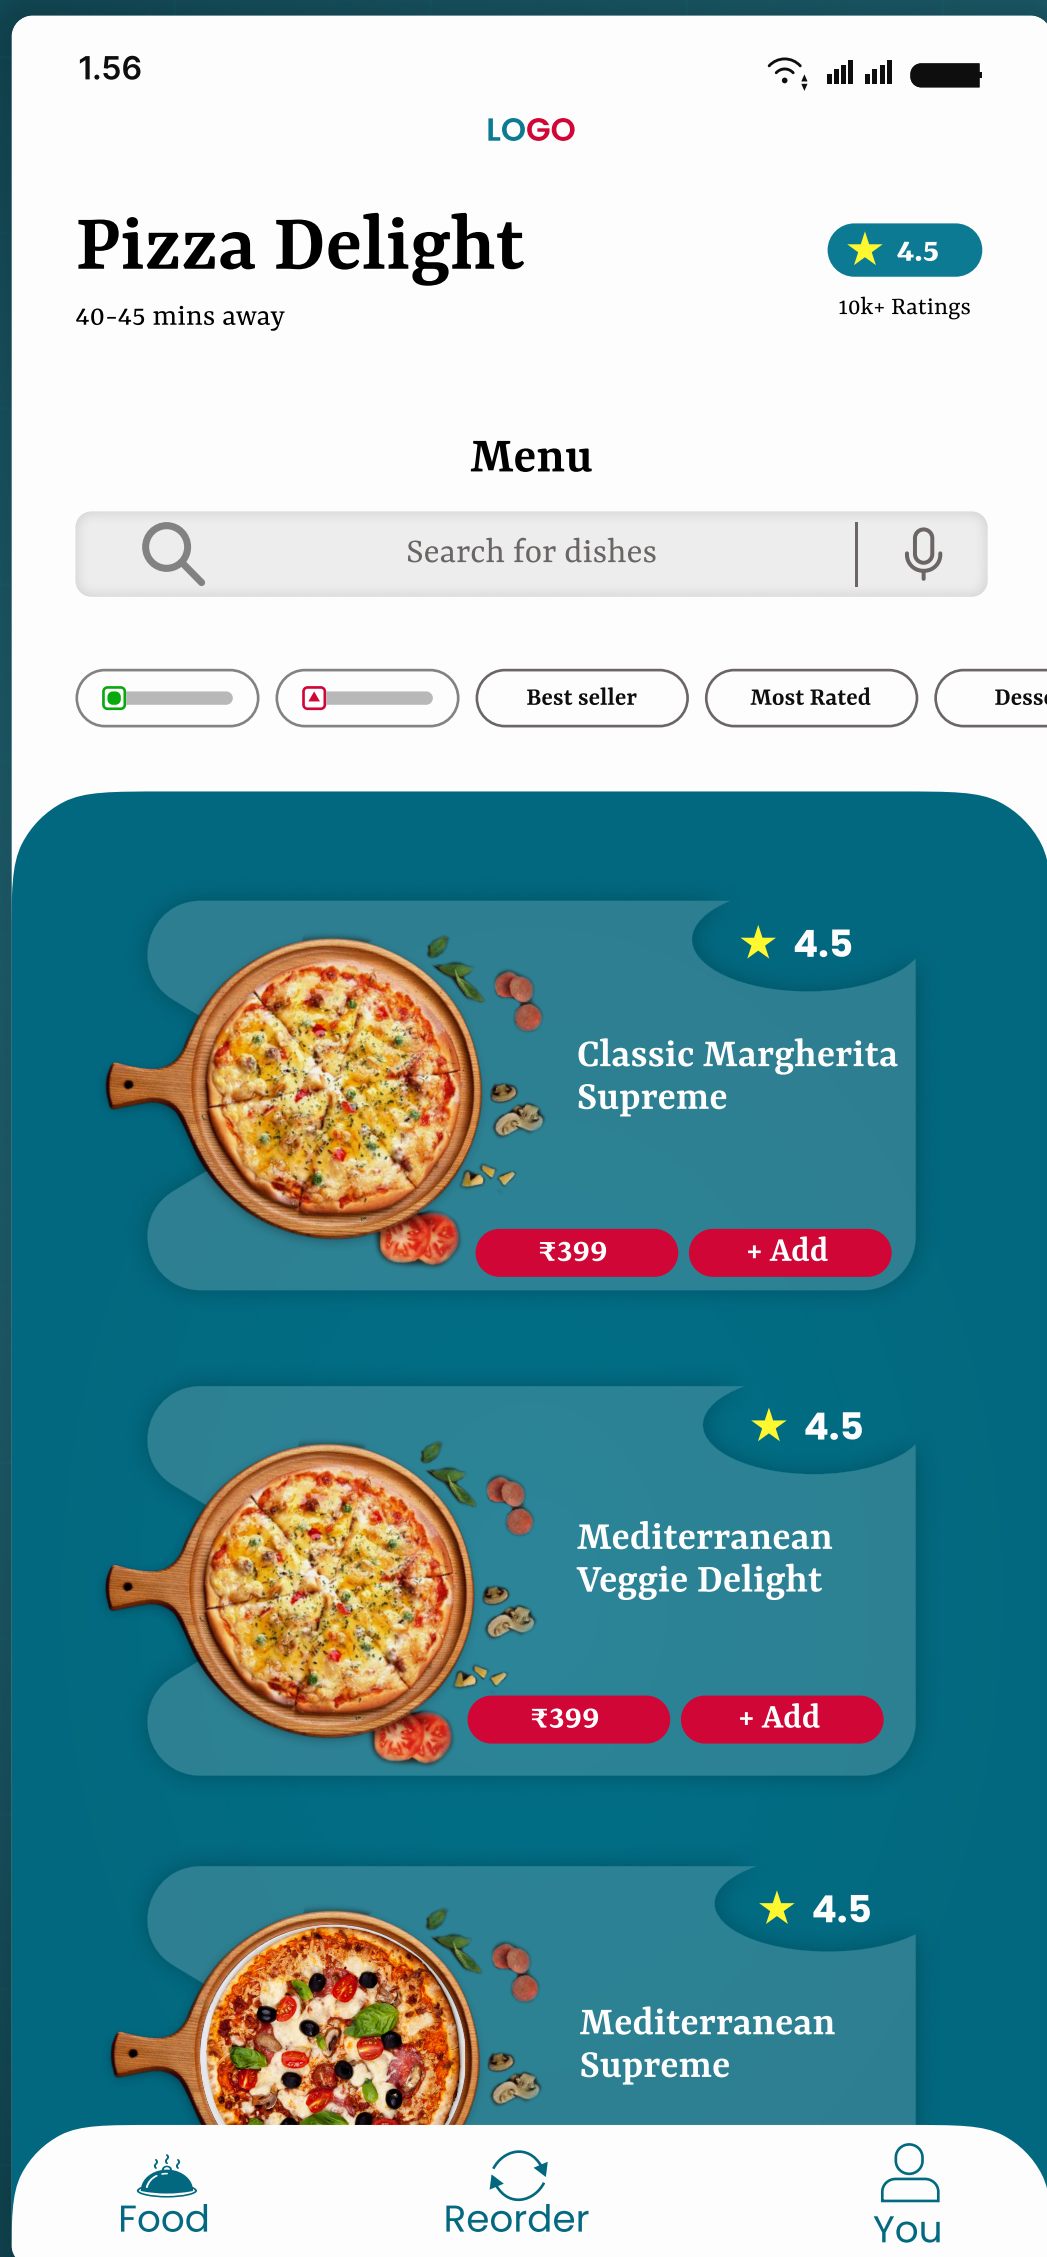 1.56
LOGO
Pizza Delight
4.5
40-45 mins away
10k+ Ratings
Menu
Search for dishes
Best seller
Most Rated
Desse
4.5
Classic Margherita
Supreme
₹399
+ Add
4.5
Mediterranean
Veggie Delight
₹399
+ Add
4.5
Mediterranean
Supreme
Food
Reorder
You